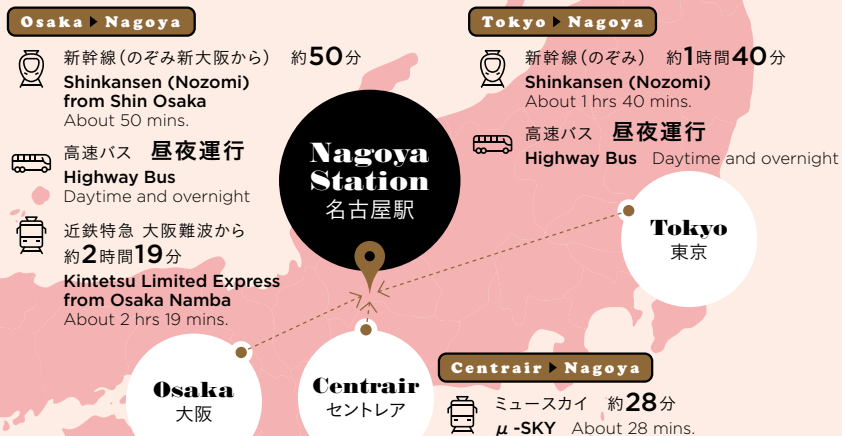 Osaka ▶ Nagoya
新幹線（のぞみ新大阪から） 約50分
Shinkansen (Nozomi)
from Shin Osaka
About 50 mins.
高速バス 昼夜運行
Highway Bus
Daytime and overnight
近鉄特急 大阪難波から
約2時間19分
Kintetsu Limited Express
from Osaka Namba
About 2 hrs 19 mins.
Nagoya
Station
名古屋駅
Tokyo ▶ Nagoya
新幹線（のぞみ） 約1時間40分
Shinkansen (Nozomi)
About 1 hrs 40 mins.
高速バス 昼夜運行
Highway Bus Daytime and overnight
Tokyo
東京
Osaka
大阪
Centrair
セントレア
Centrair ▶ Nagoya
ミュースカイ 約28分
μ -SKY About 28 mins.